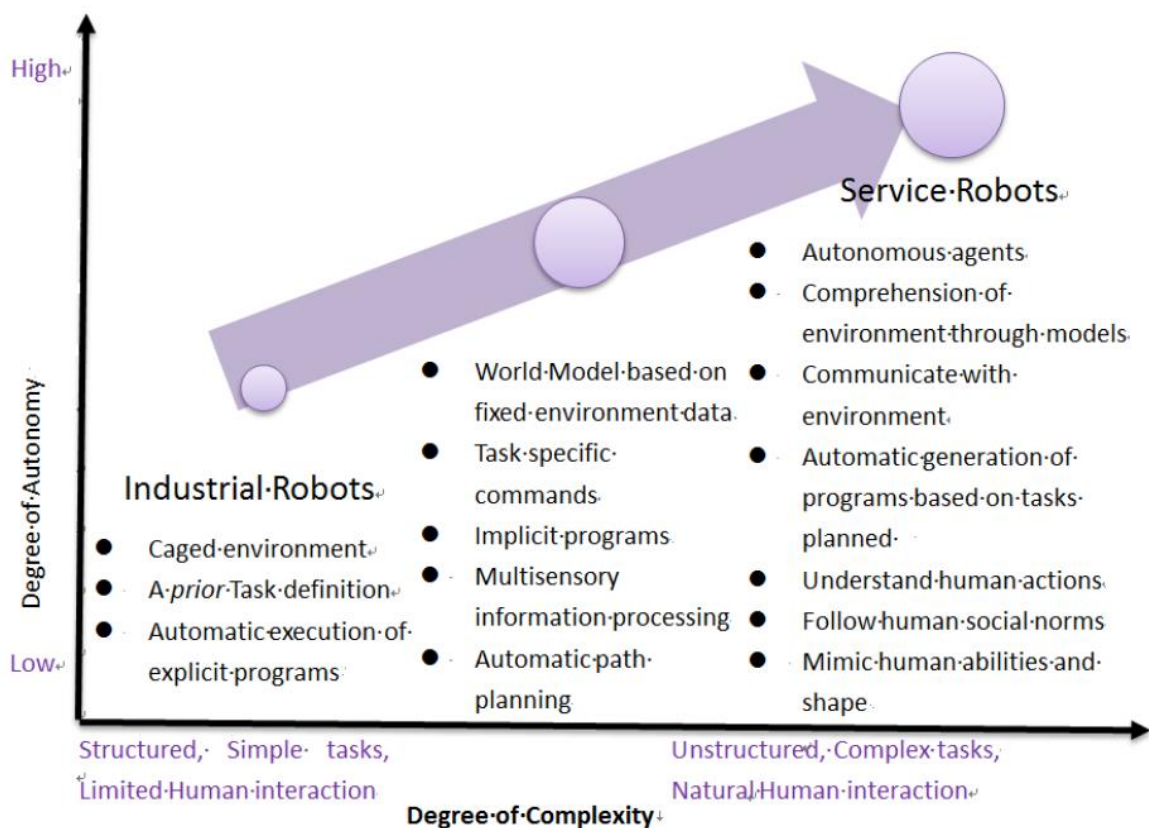 High
Degree of Autonomy
Low
Industrial Robots
● Caged environment
● A prior Task definition
● Automatic execution of
explicit programs
● World Model based on
fixed environment data
● Task specific
commands
● Implicit programs
● Multisensory
information processing
● Automatic path
planning
Service Robots
● Autonomous agents
● Comprehension of
environment through models
● Communicate with
environment
● Automatic generation of
programs based on tasks
planned
● Understand human actions
● Follow human social norms
● Mimic human abilities and
shape
Structured, Simple tasks,
Limited Human interaction
Unstructured, Complex tasks,
Natural Human interaction
Degree of Complexity